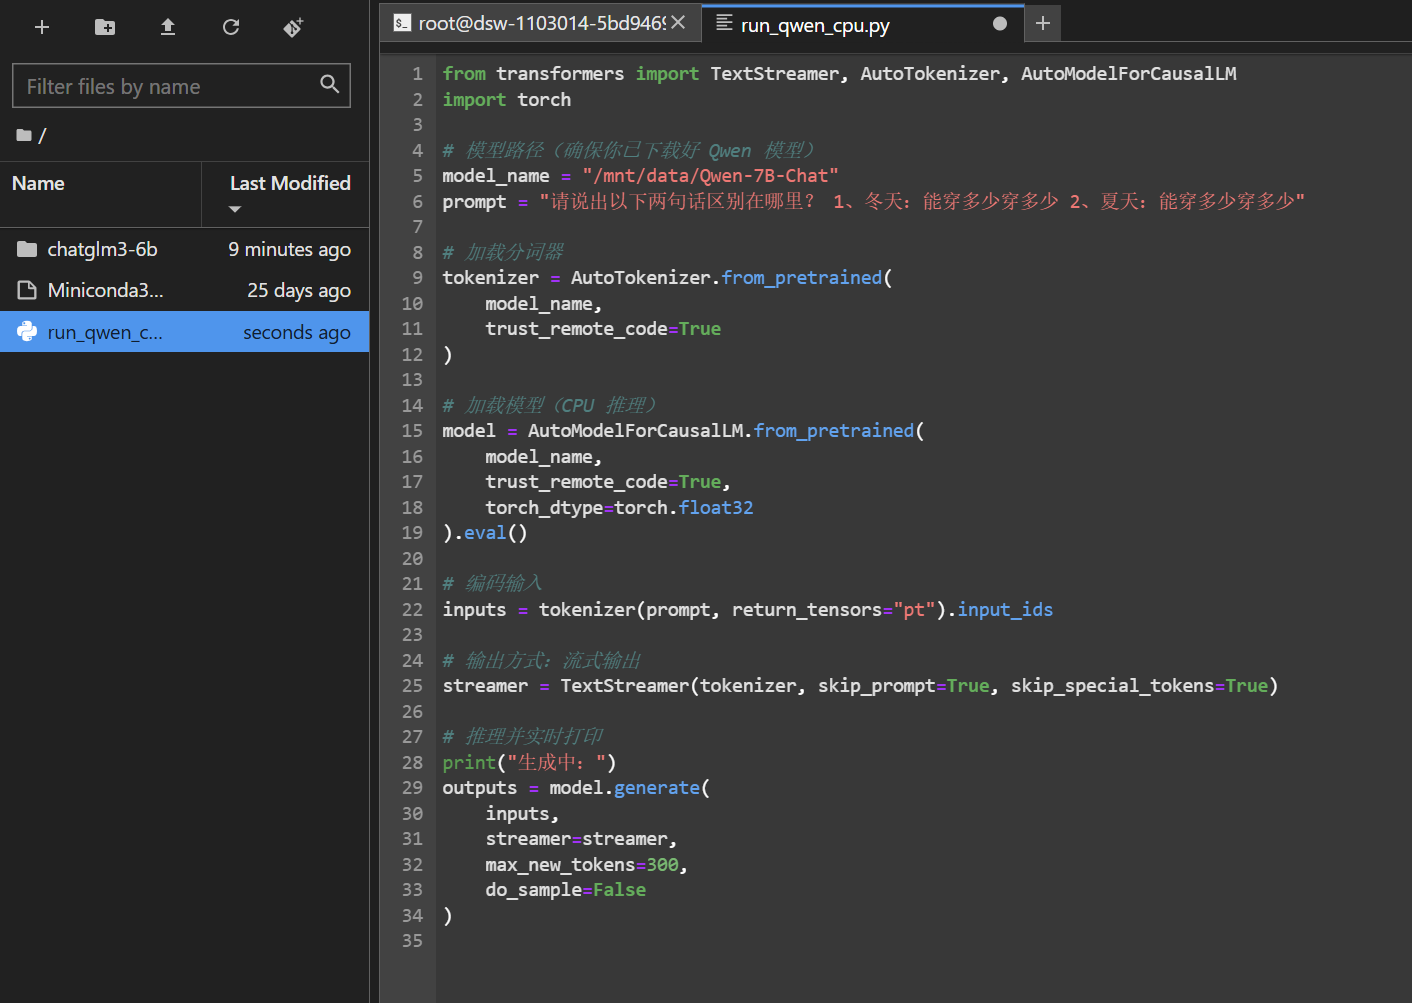 Filter files by name
/
Name
Last Modified
chatglm3-6b
9 minutes ago
Miniconda3...
25 days ago
run_qwen_c...
seconds ago
root@dsw-1103014-5bd946
run_qwen_cpu.py
1 from transformers import TextStreamer, AutoTokenizer, AutoModelForCausalLM
2 import torch
3
4 # 模型路径（确保你已下载好 Qwen 模型）
5 model_name = "/mnt/data/Qwen-7B-Chat"
6 prompt = "请说出以下两句话区别在哪里？ 1、冬天：能穿多少穿多少 2、夏天：能穿多少穿多少"
7
8 # 加载分词器
9 tokenizer = AutoTokenizer.from_pretrained(
10     model_name,
11     trust_remote_code=True
12 )
13
14 # 加载模型（CPU 推理）
15 model = AutoModelForCausalLM.from_pretrained(
16     model_name,
17     trust_remote_code=True,
18     torch_dtype=torch.float32
19 ).eval()
20
21 # 编码输入
22 inputs = tokenizer(prompt, return_tensors="pt").input_ids
23
24 # 输出方式：流式输出
25 streamer = TextStreamer(tokenizer, skip_prompt=True, skip_special_tokens=True)
26
27 # 推理并实时打印
28 print("生成中：")
29 outputs = model.generate(
30     inputs,
31     streamer=streamer,
32     max_new_tokens=300,
33     do_sample=False
34 )
35